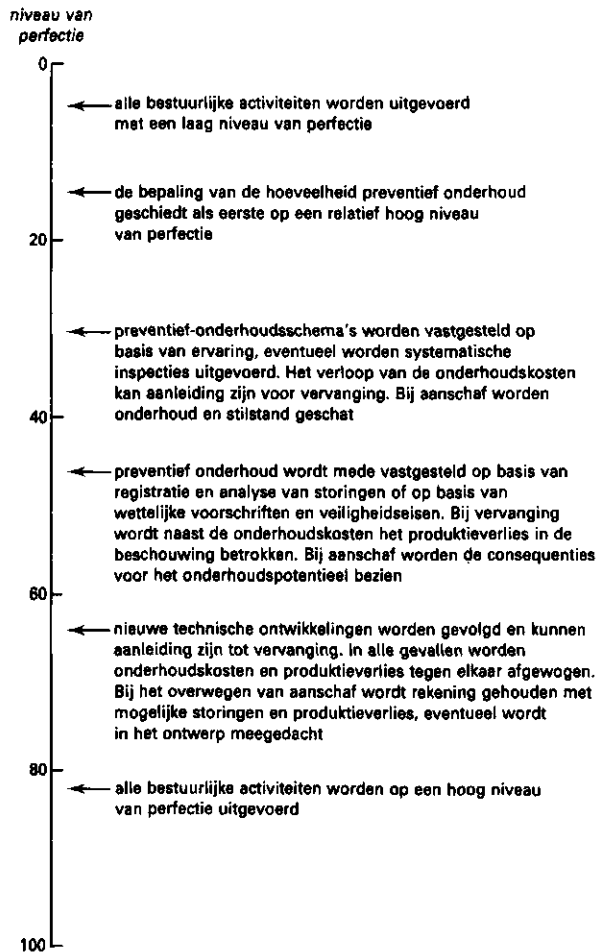 niveau van
perfectie
0
alle bestuurlijke activiteiten worden uitgevoerd
met een laag niveau van perfectie
de bepaling van de hoeveelheid preventief onderhoud
geschiedt als eerste op een relatief hoog niveau
van perfectie
20
preventief-onderhoudsschema's worden vastgesteld op
basis van ervaring, eventueel worden systematische
inspecties uitgevoerd. Het verloop van de onderhoudskosten
kan aanleiding zijn voor vervanging. Bij aanschaf worden
onderhoud en stilstand geschat
40
preventief onderhoud wordt mede vastgesteld op basis van
registratie en analyse van storingen of op basis van
wettelijke voorschriften en veiligheidseisen. Bij vervanging
wordt naast de onderhoudskosten het produktieverlies in de
beschouwing betrokken. Bij aanschaf worden de consequenties
voor het onderhoudspotentieel bezien
60
nieuwe technische ontwikkelingen worden gevolgd en kunnen
aanleiding zijn tot vervanging. In alle gevallen worden
onderhoudskosten en produktieverlies tegen elkaar afgewogen.
Bij het overwegen van aanschaf wordt rekening gehouden met
mogelijke storingen en produktieverlies, eventueel wordt
in het ontwerp meegedacht
80
alle bestuurlijke activiteiten worden op een hoog niveau
van perfectie uitgevoerd
100